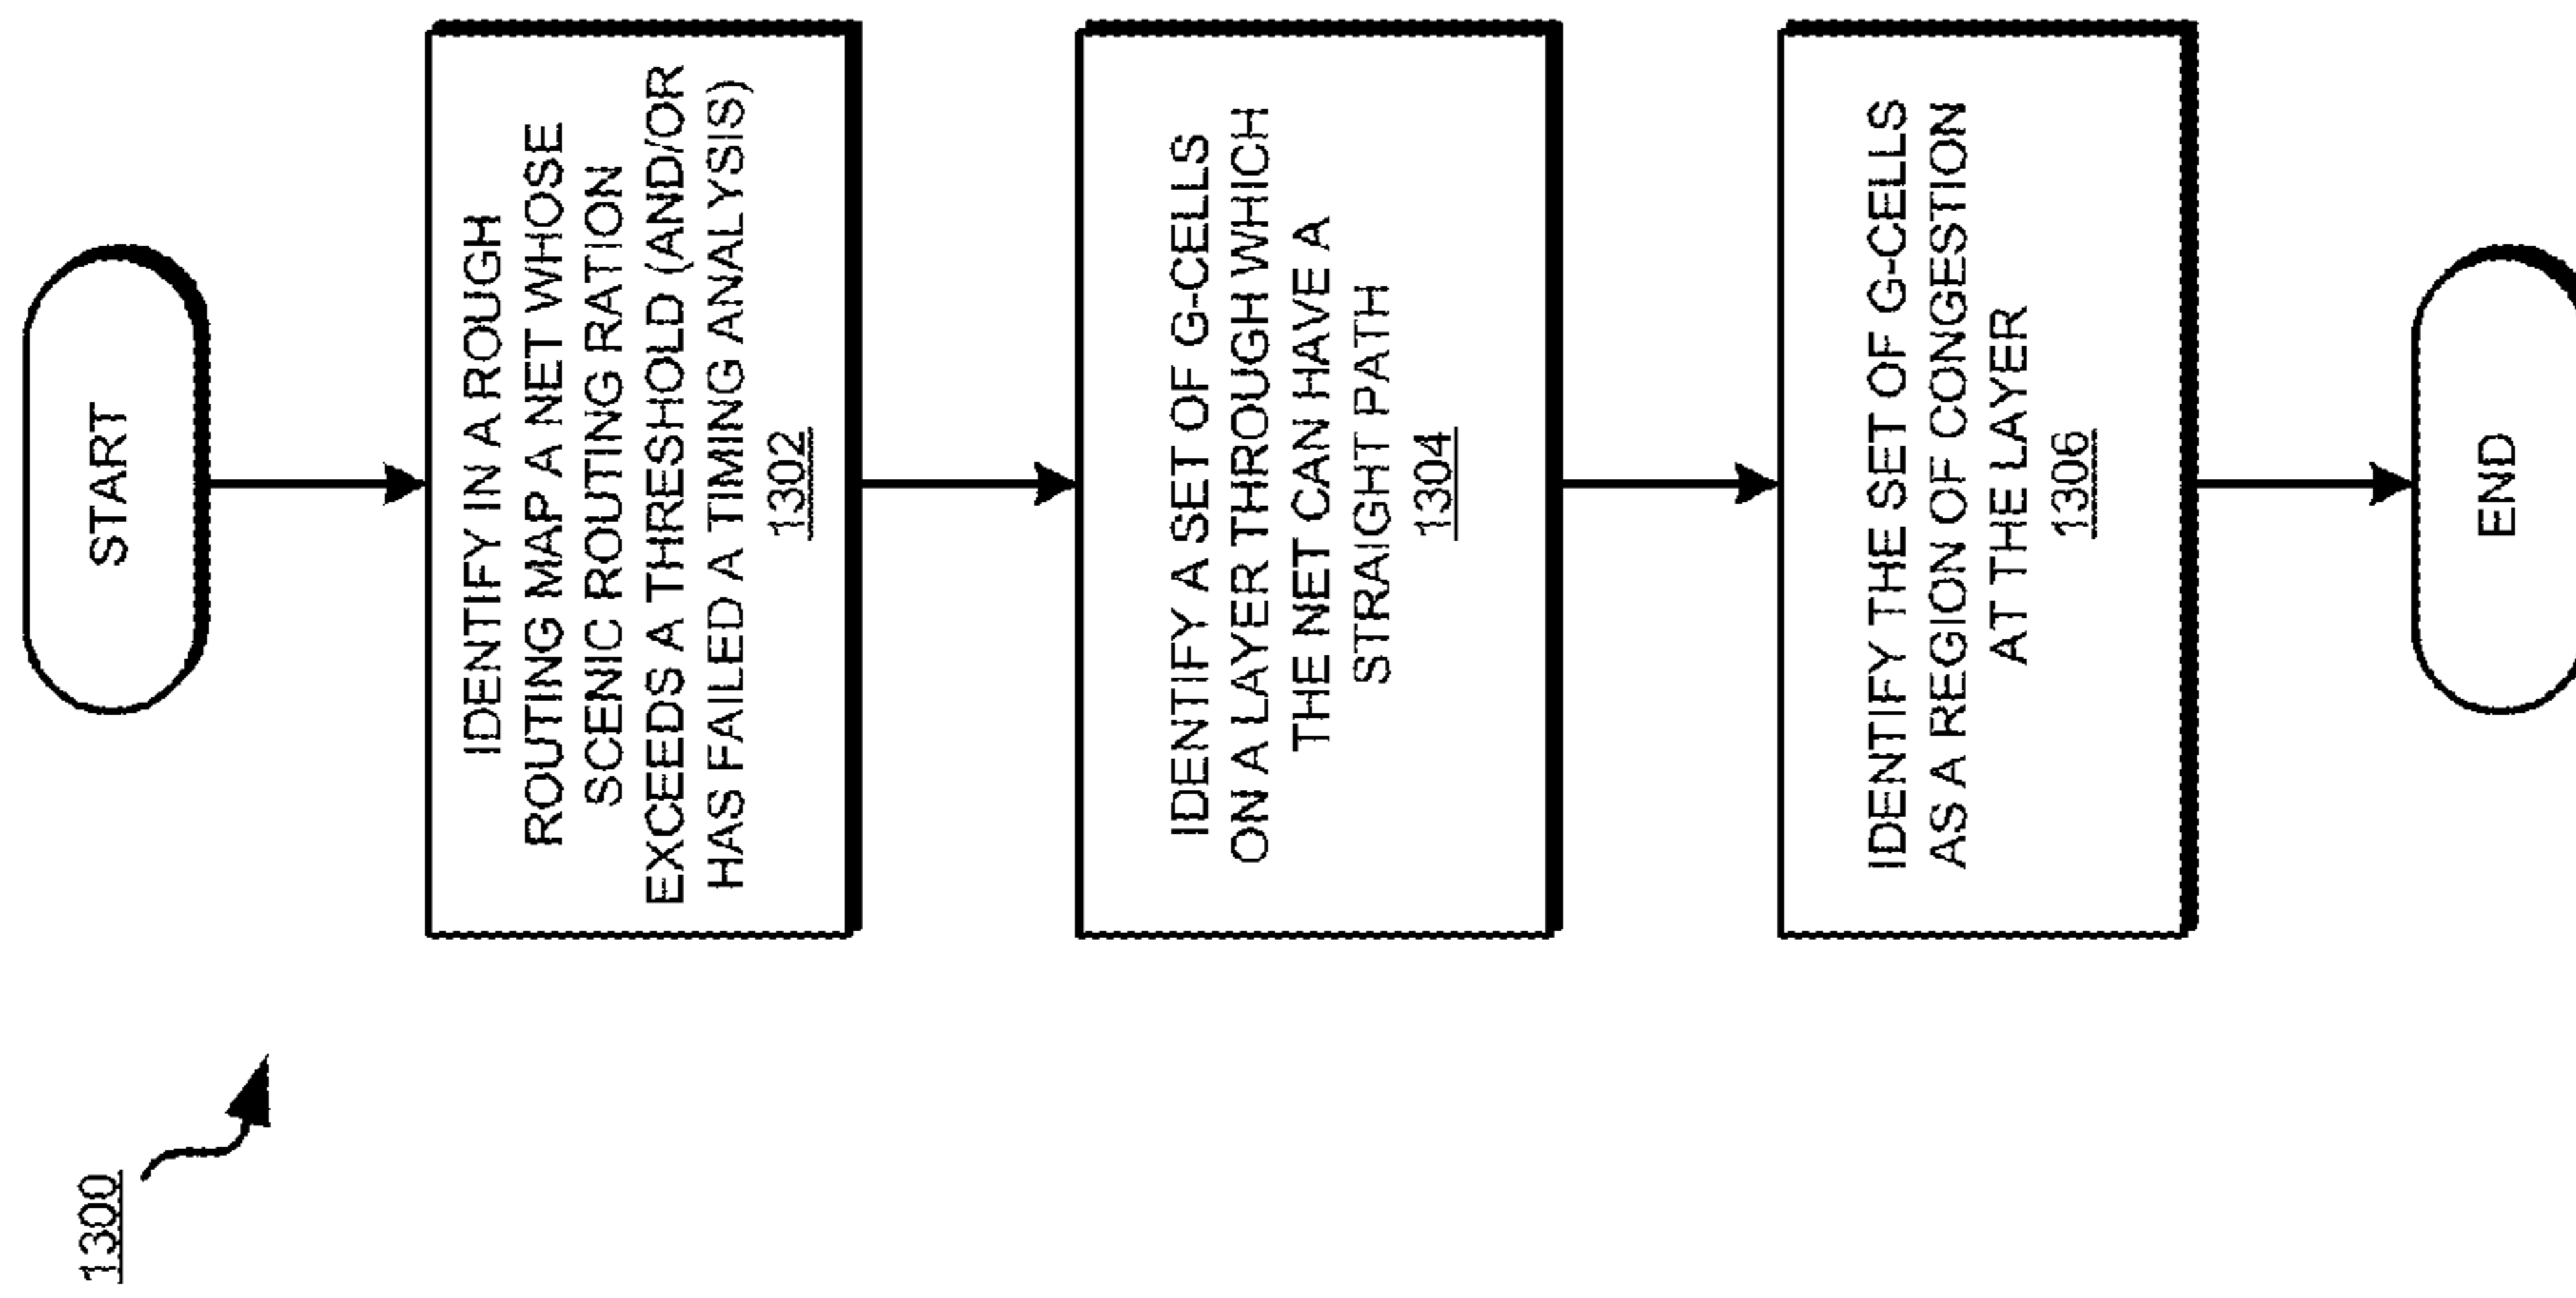 1300
START
IDENTIFY IN A ROUGH
ROUTING MAP A NET WHOSE
SCENIC ROUTING RATION
EXCEEDS A THRESHOLD (AND/OR
HAS FAILED A TIMING ANALYSIS)
1302
IDENTIFY A SET OF G-CELLS
ON A LAYER THROUGH WHICH
THE NET CAN HAVE A
STRAIGHT PATH
1304
IDENTIFY THE SET OF G-CELLS
AS A REGION OF CONGESTION
AT THE LAYER
1306
END